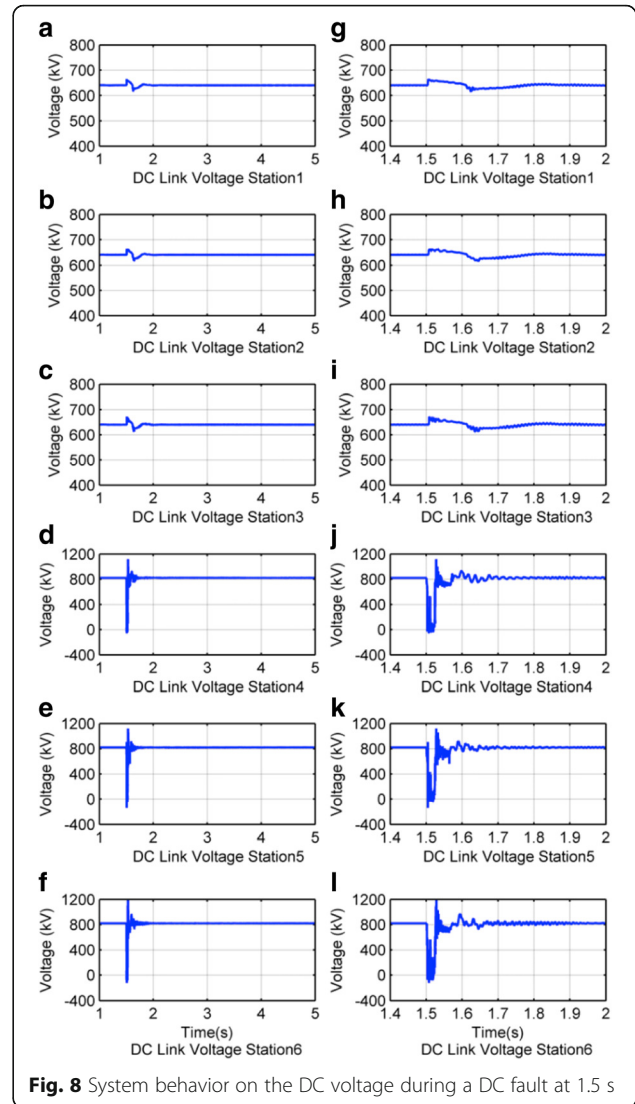 a
g
Voltage (kV)
800
700
600
500
400
1 2 3 4 5
DC Link Voltage Station1
Voltage (kV)
800
700
600
500
400
1.4 1.5 1.6 1.7 1.8 1.9 2
DC Link Voltage Station1
b
h
Voltage (kV)
800
700
600
500
400
1 2 3 4 5
DC Link Voltage Station2
Voltage (kV)
800
700
600
500
400
1.4 1.5 1.6 1.7 1.8 1.9 2
DC Link Voltage Station2
c
i
Voltage (kV)
800
700
600
500
400
1 2 3 4 5
DC Link Voltage Station3
Voltage (kV)
800
700
600
500
400
1.4 1.5 1.6 1.7 1.8 1.9 2
DC Link Voltage Station3
d
j
Voltage (kV)
1200
800
400
0
-400
1 2 3 4 5
DC Link Voltage Station4
Voltage (kV)
1200
800
400
0
-400
1.4 1.5 1.6 1.7 1.8 1.9 2
DC Link Voltage Station4
e
k
Voltage (kV)
1200
800
400
0
-400
1 2 3 4 5
DC Link Voltage Station5
Voltage (kV)
1200
800
400
0
-400
1.4 1.5 1.6 1.7 1.8 1.9 2
DC Link Voltage Station5
f
l
Voltage (kV)
1200
800
400
0
-400
1 2 3 4 5
Time(s)
DC Link Voltage Station6
Voltage (kV)
1200
800
400
0
-400
1.4 1.5 1.6 1.7 1.8 1.9 2
Time(s)
DC Link Voltage Station6
Fig. 8 System behavior on the DC voltage during a DC fault at 1.5 s